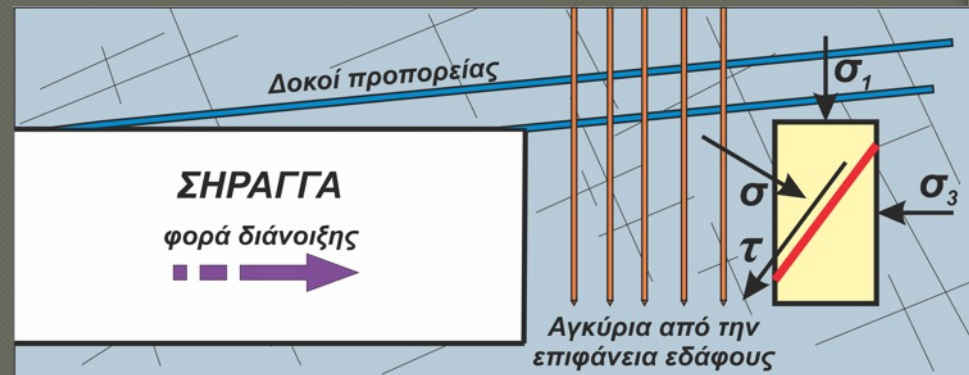 Δοκοί προπορείας
σ1
ΣΗΡΑΓΓΑ
φορά διάνοιξης
σ
σ3
τ
Αγκύρια από την
επιφάνεια εδάφους